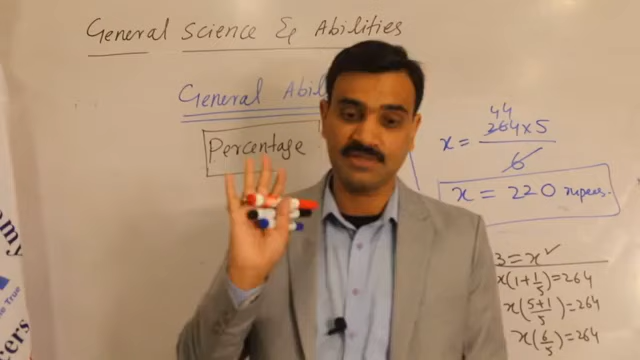 General Science & Abilities
General
Percentage
44
x = 264 x 5
6
x = 220 rupees.
3 = x ✓
x(1 + 1/5) = 264
x(5+1/5) = 264
x(6/5) = 264